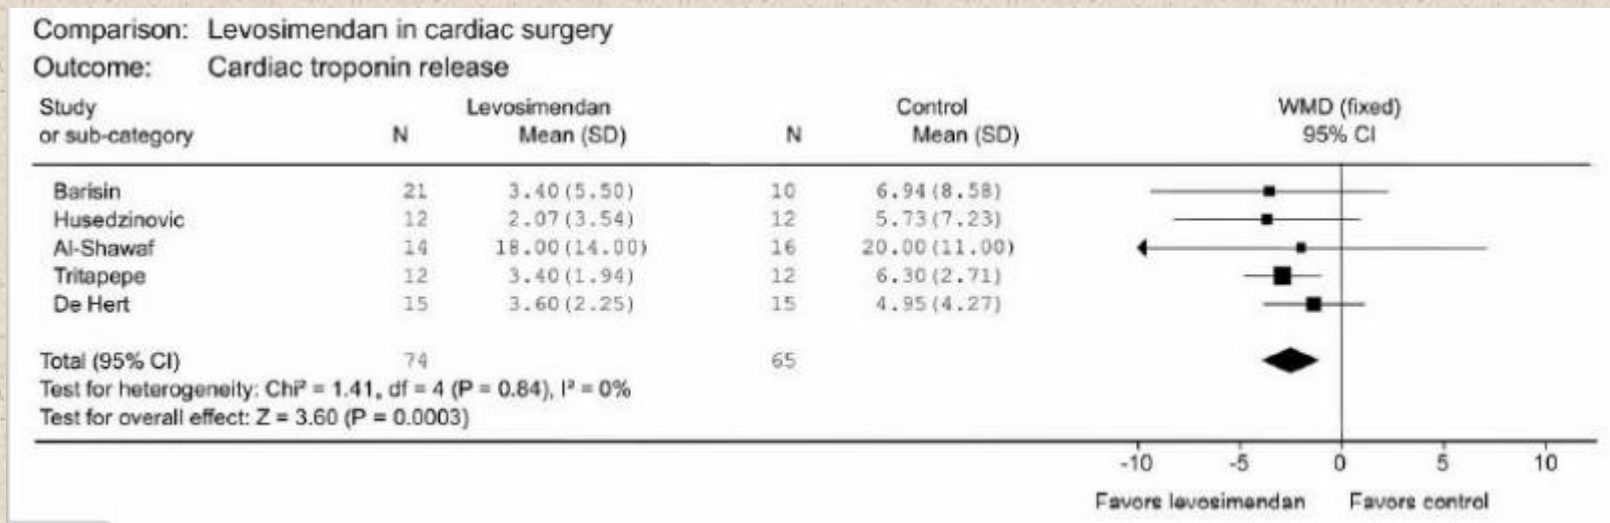 Comparison: Levosimendan in cardiac surgery
Outcome: Cardiac troponin release
Study Levosimendan Control WMD (fixed)
or sub-category N Mean (SD) N Mean (SD) 95% CI
Barisin 21 3.40(5.50) 10 6.94(8.58)
Husedzinovic 12 2.07(3.54) 12 5.73(7.23)
Al-Shawaf 14 18.00(14.00) 16 20.00(11.00)
Tritapepe 12 3.40(1.94) 12 6.30(2.71)
De Hert 15 3.60(2.25) 15 4.95(4.27)
Total (95% CI) 74 65
Test for heterogeneity: Chi² = 1.41, df = 4 (P = 0.84), I² = 0%
Test for overall effect: Z = 3.60 (P = 0.0003)
-10 -5 0 5 10
Favors levosimendan Favors control